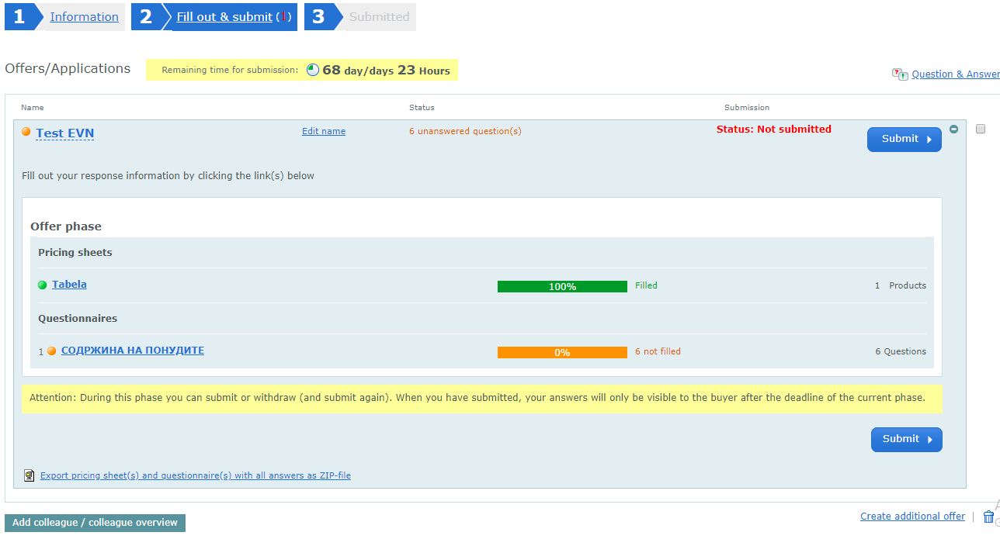 1 Information 2 Fill out & submit (1) 3 Submitted
Offers/Applications Remaining time for submission: 68 day/days 23 Hours
Question & Answer
Name Status Submission
Test EVN Edit name 6 unanswered question(s) Status: Not submitted Submit
Fill out your response information by clicking the link(s) below
Offer phase
Pricing sheets
Tabela 100% Filled 1 Products
Questionnaires
1 СОДРЖИНА НА ПОНУДИТЕ 0% 6 not filled 6 Questions
Attention: During this phase you can submit or withdraw (and submit again). When you have submitted, your answers will only be visible to the buyer after the deadline of the current phase.
Submit
Export pricing sheet(s) and questionnaire(s) with all answers as ZIP-file
Add colleague / colleague overview Create additional offer |